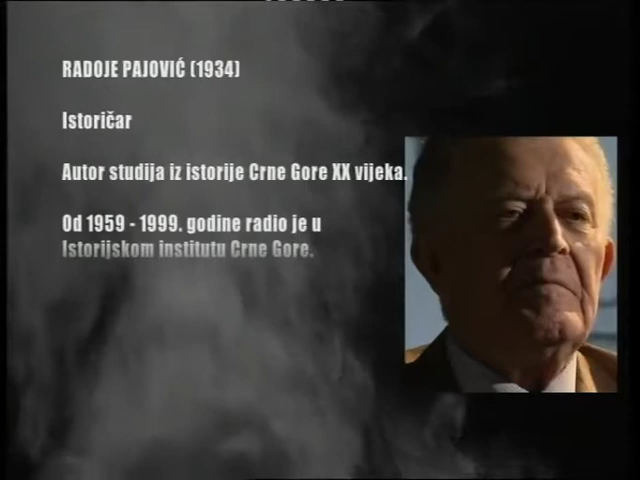 RADOJE PAJOVIĆ (1934)
Istoričar
Autor studija iz istorije Crne Gore XX vijeka.
Od 1959 - 1999. godine radio je u
Istorijskom institutu Crne Gore.